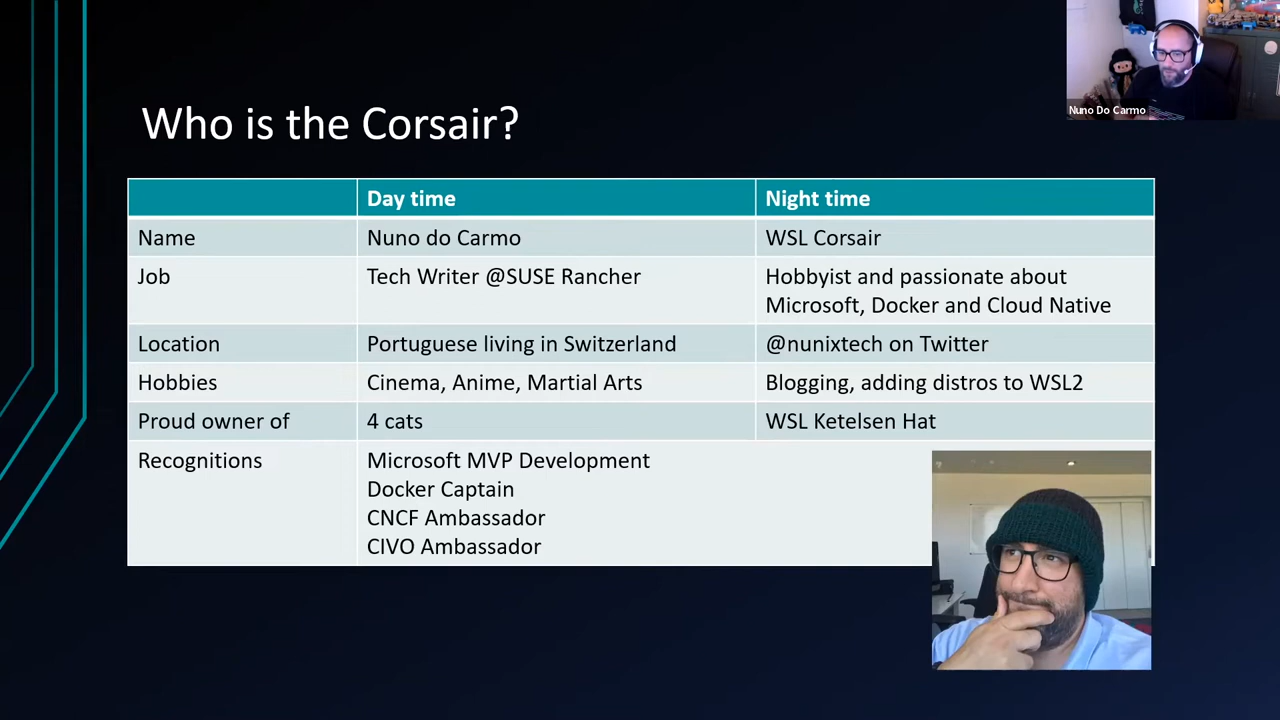 Who is the Corsair?
Nuno Do Carmo
Day time
Night time
Name
Nuno do Carmo
WSL Corsair
Job
Tech Writer @SUSE Rancher
Hobbyist and passionate about
Microsoft, Docker and Cloud Native
Location
Portuguese living in Switzerland
@nunixtech on Twitter
Hobbies
Cinema, Anime, Martial Arts
Blogging, adding distros to WSL2
Proud owner of
4 cats
WSL Ketelsen Hat
Recognitions
Microsoft MVP Development
Docker Captain
CNCF Ambassador
CIVO Ambassador